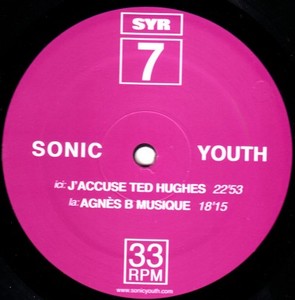 SYR
7
SONIC YOUTH
ici: J'ACCUSE TED HUGHES 22'53
la: AGNÈS B MUSIQUE 18'15
33
RPM
www.sonicyouth.com